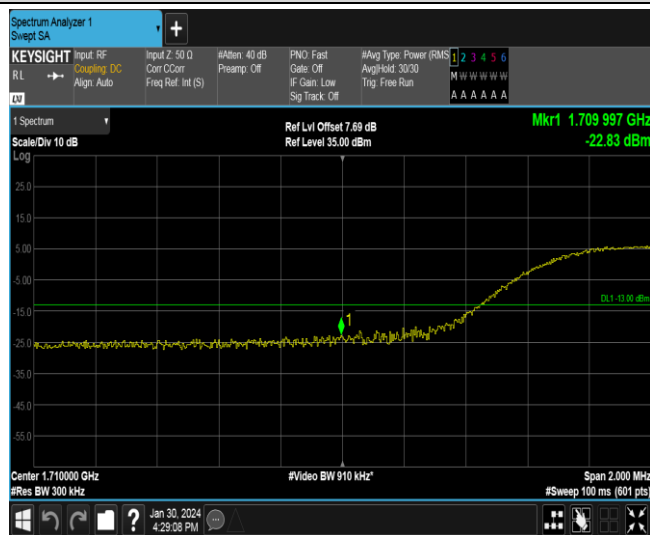 Spectrum Analyzer 1
Swept SA
+
KEYSIGHT
RL
LXI
Input: RF
Coupling: DC
Align: Auto
Input Z: 50 Ω
Corr CCorr
Freq Ref: Int (S)
#Atten: 40 dB
Preamp: Off
PNO: Fast
Gate: Off
IF Gain: Low
Sig Track: Off
#Avg Type: Power (RMS
Avg|Hold: 30/30
Trig: Free Run
1 2 3 4 5 6
M W W W W W
A A A A A A
1 Spectrum
Scale/Div 10 dB
Log
Ref Lvl Offset 7.69 dB
Ref Level 35.00 dBm
Mkr1 1.709 997 GHz
-22.83 dBm
25.0
15.0
5.00
-5.00
-15.0
-25.0
-35.0
-45.0
-55.0
DL1 -13.00 dBm
1
Center 1.710000 GHz
#Res BW 300 kHz
#Video BW 910 kHz*
Span 2.000 MHz
#Sweep 100 ms (601 pts)
?
Jan 30, 2024
4:29:08 PM